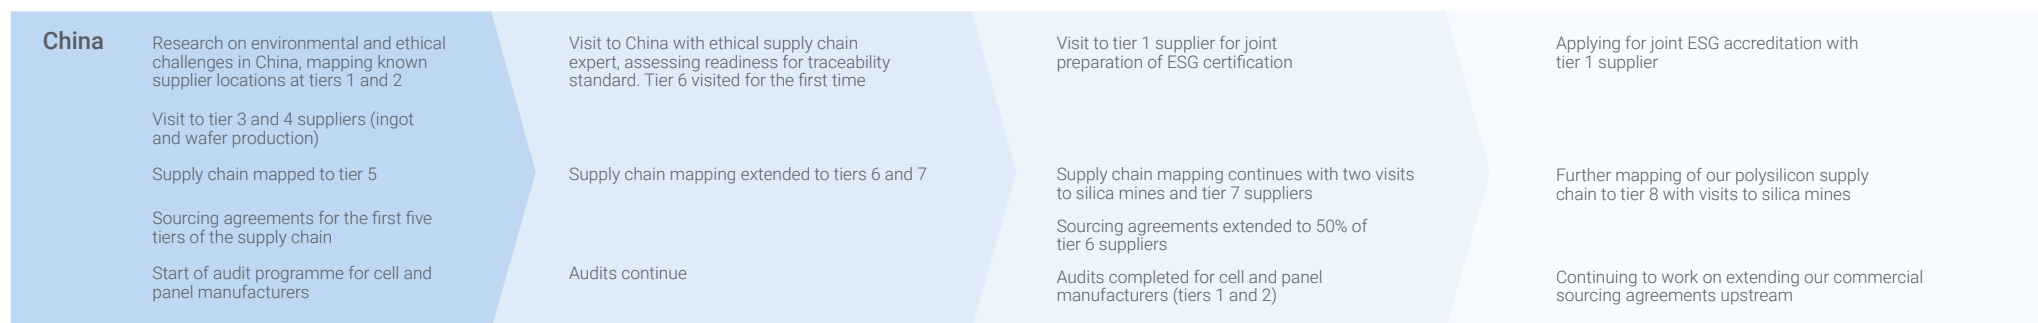 China
Research on environmental and ethical
challenges in China, mapping known
supplier locations at tiers 1 and 2
Visit to tier 3 and 4 suppliers (ingot
and wafer production)
Supply chain mapped to tier 5
Sourcing agreements for the first five
tiers of the supply chain
Start of audit programme for cell and
panel manufacturers
Visit to China with ethical supply chain
expert, assessing readiness for traceability
standard. Tier 6 visited for the first time
Supply chain mapping extended to tiers 6 and 7
Audits continue
Visit to tier 1 supplier for joint
preparation of ESG certification
Supply chain mapping continues with two visits
to silica mines and tier 7 suppliers
Sourcing agreements extended to 50% of
tier 6 suppliers
Audits completed for cell and panel
manufacturers (tiers 1 and 2)
Applying for joint ESG accreditation with
tier 1 supplier
Further mapping of our polysilicon supply
chain to tier 8 with visits to silica mines
Continuing to work on extending our commercial
sourcing agreements upstream